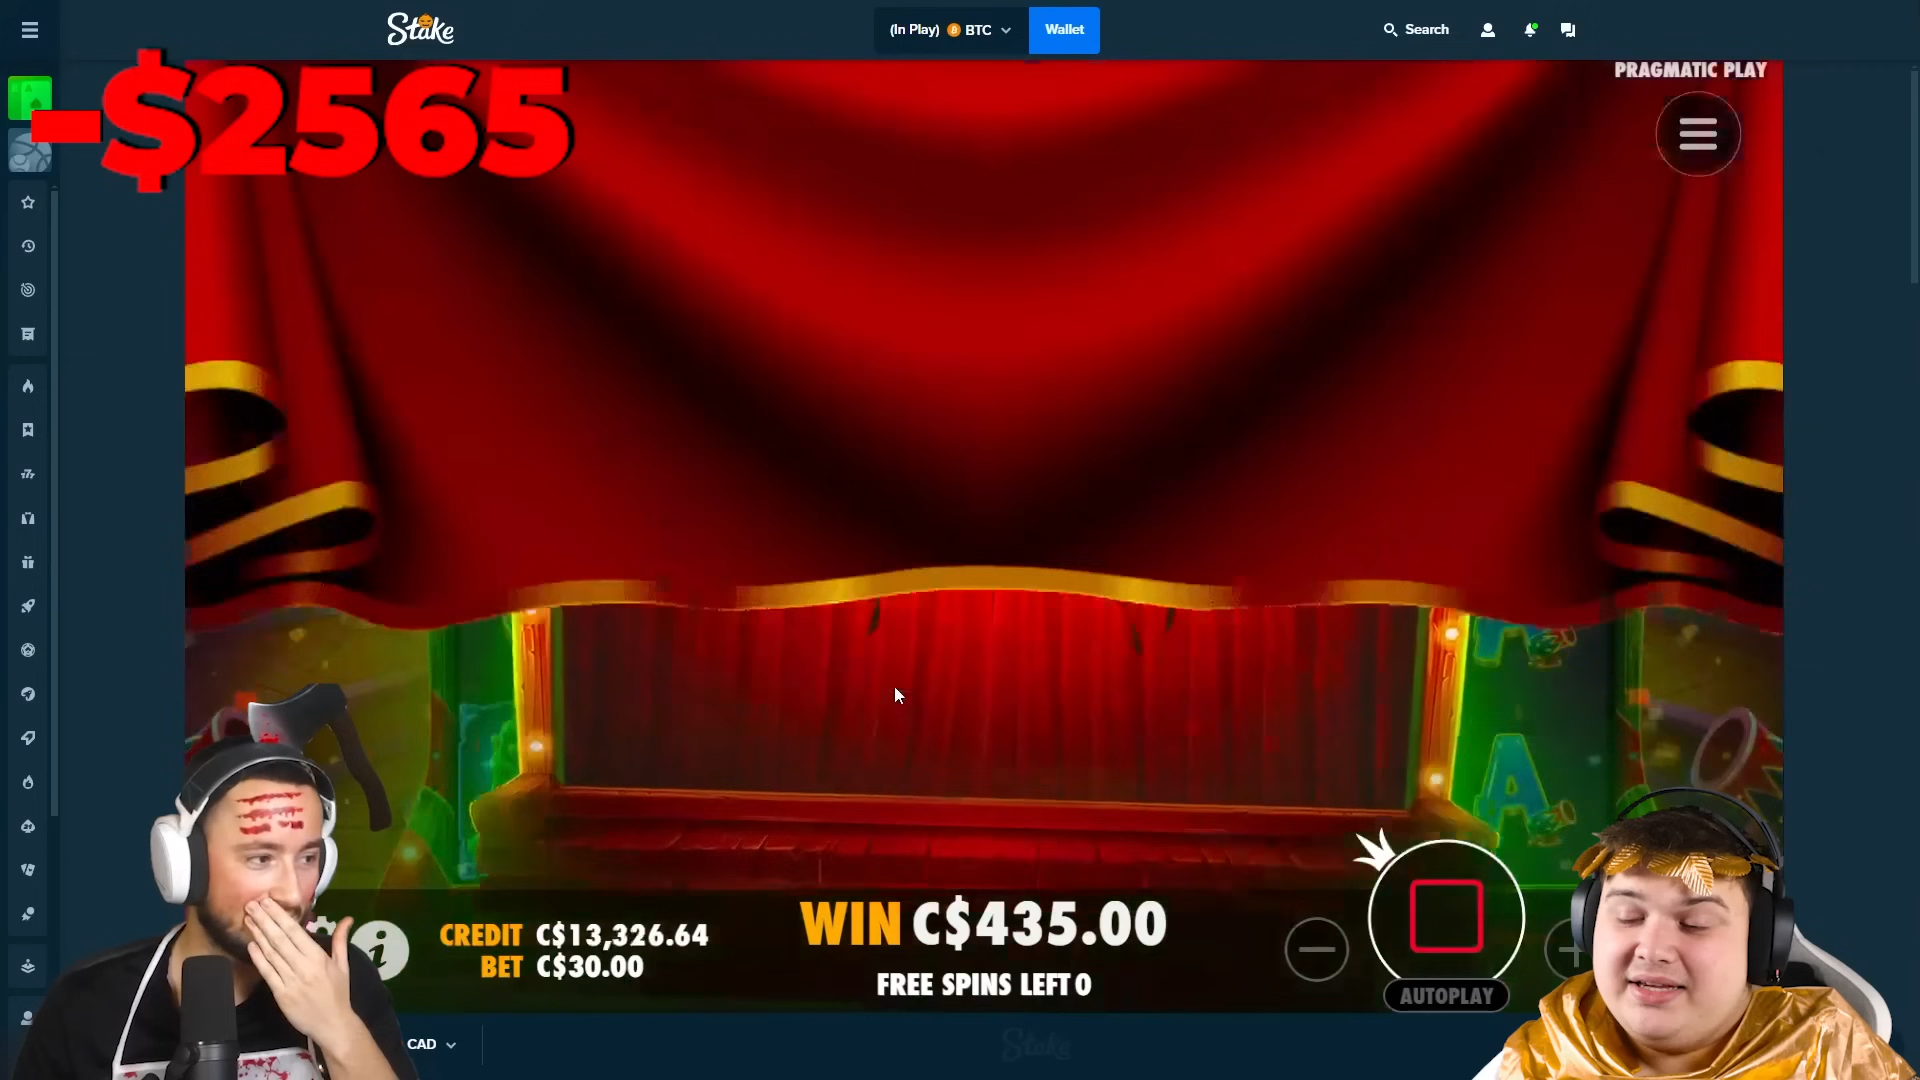 Stake
(In Play) BTC
Wallet
Search
-$2565
PRAGMATIC PLAY
A
A
CREDIT C$13,326.64
BET C$30.00
WIN C$435.00
FREE SPINS LEFT 0
AUTOPLAY
CAD
Stake